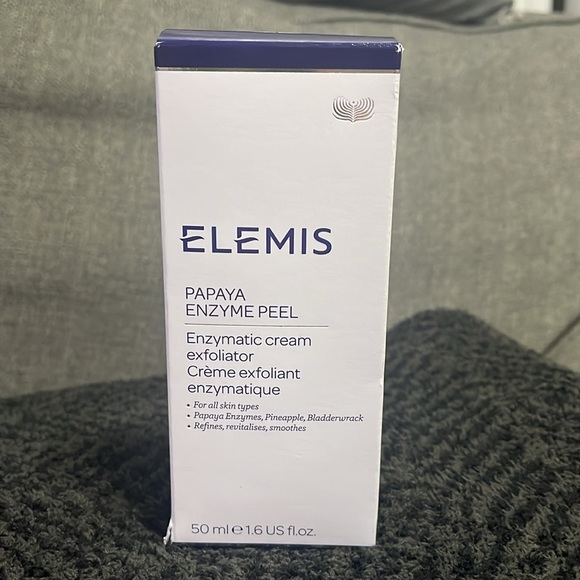 ELEMIS
PAPAYA
ENZYME PEEL
Enzymatic cream
exfoliator
Crème exfoliant
enzymatique
• For all skin types
• Papaya Enzymes, Pineapple, Bladderwrack
• Refines, revitalises, smoothes
50 ml ℮ 1.6 US fl.oz.